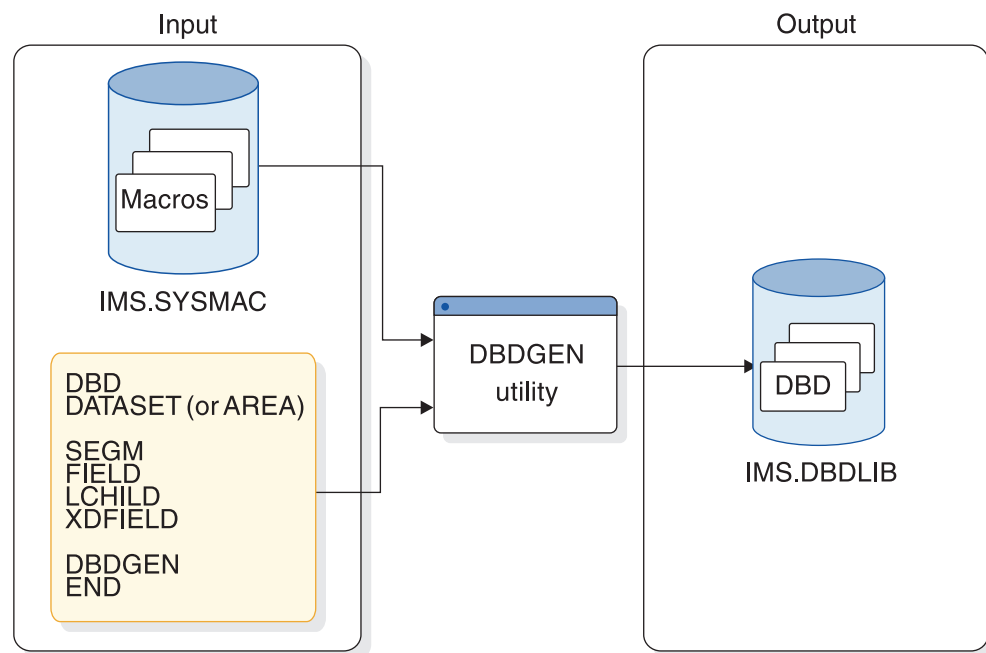 Input
Output
Macros
IMS.SYSMAC
DBD
DATASET (or AREA)
SEGM
FIELD
LCHILD
XDFIELD
DBDGEN
END
DBDGEN
utility
DBD
IMS.DBDLIB